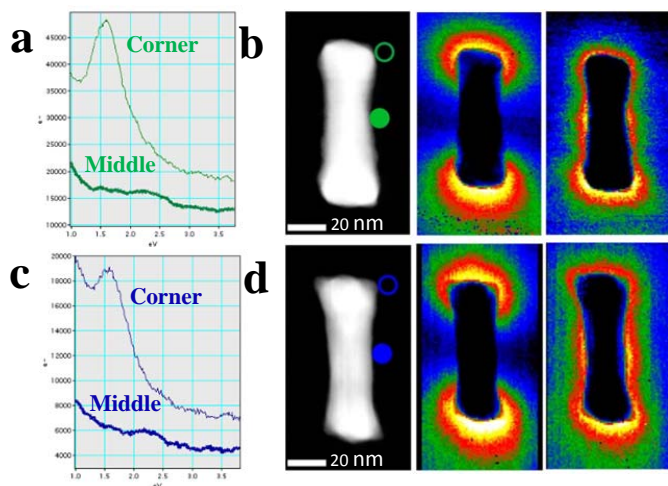 a
b
Corner
Middle
45000
40000
35000
30000
25000
20000
15000
10000
e-
1.0
1.5
2.0
2.5
3.0
3.5
eV
20 nm
c
d
Corner
Middle
20000
18000
16000
14000
12000
10000
8000
6000
4000
e-
1.0
1.5
2.0
2.5
3.0
3.5
eV
20 nm